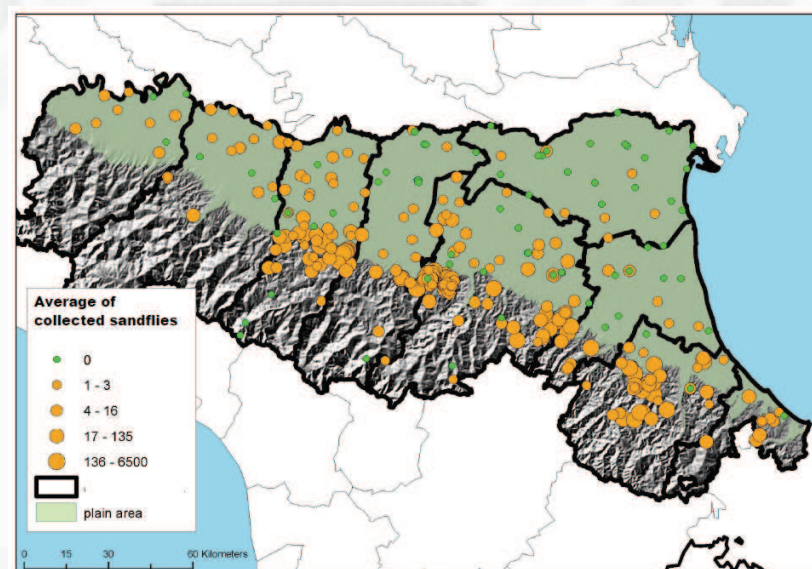 Average of
collected sandflies
0
1 - 3
4 - 16
17 - 135
136 - 6500
plain area
0 15 30 60 Kilometers